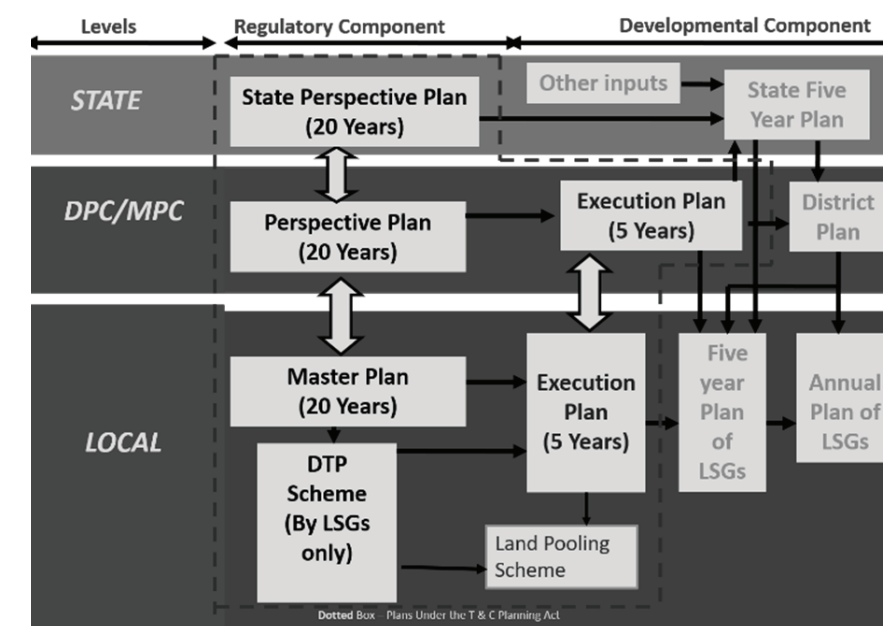 Levels
Regulatory Component
Developmental Component
STATE
State Perspective Plan
(20 Years)
Other inputs
State Five
Year Plan
DPC/MPC
Perspective Plan
(20 Years)
Execution Plan
(5 Years)
District
Plan
LOCAL
Master Plan
(20 Years)
Execution
Plan
(5 Years)
Five
year
Plan
of
LSGs
Annual
Plan of
LSGs
DTP
Scheme
(By LSGs
only)
Land Pooling
Scheme
Dotted Box – Plans Under the T & C Planning Act